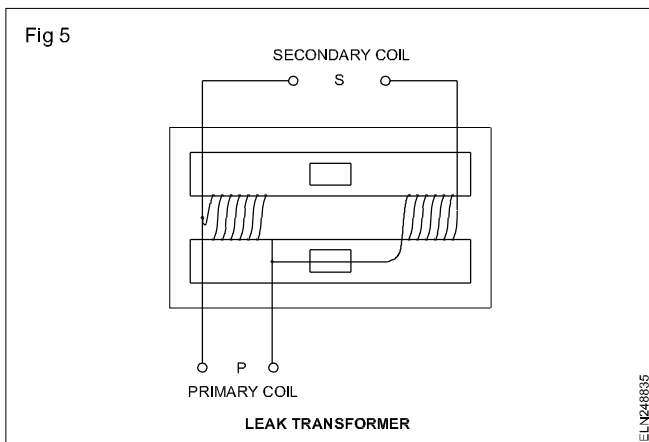 Fig 5
SECONDARY COIL
S
P
PRIMARY COIL
LEAK TRANSFORMER
ELN248835